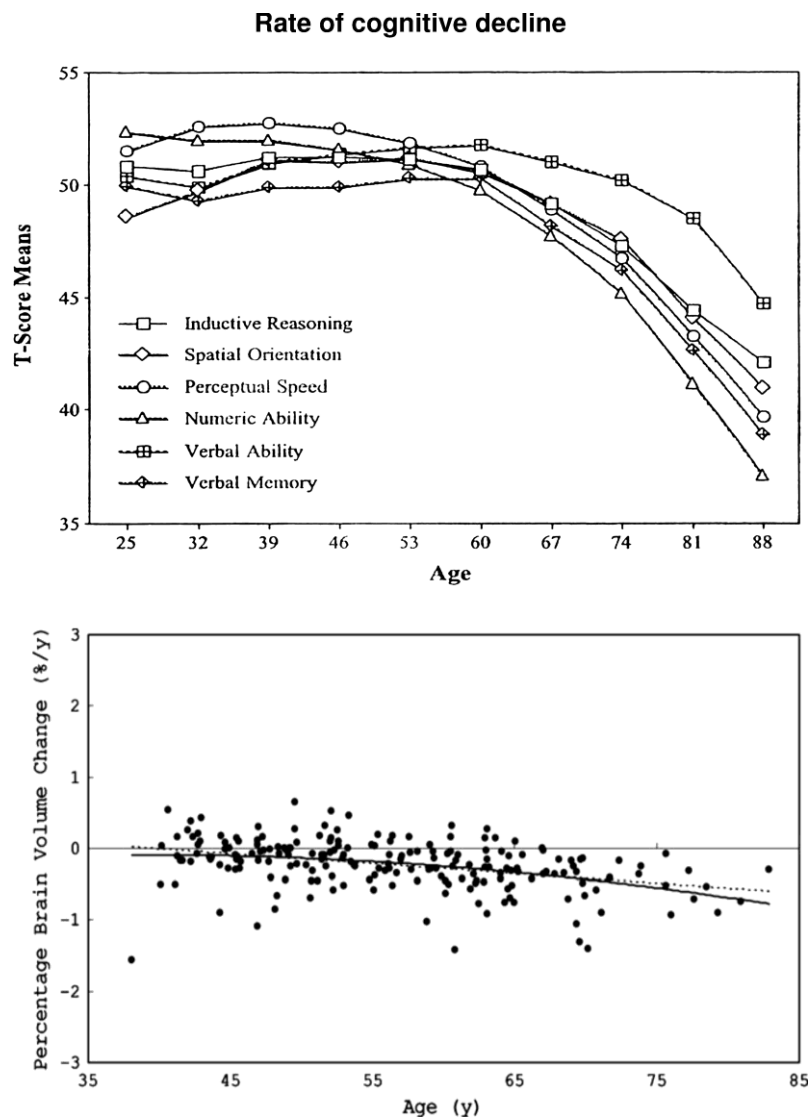 Rate of cognitive decline
55
50
45
40
35
T-Score Means
Inductive Reasoning
Spatial Orientation
Perceptual Speed
Numeric Ability
Verbal Ability
Verbal Memory
25 32 39 46 53 60 67 74 81 88
Age
3
2
1
0
-1
-2
-3
Percentage Brain Volume Change (%/y)
35 45 55 65 75 85
Age (y)